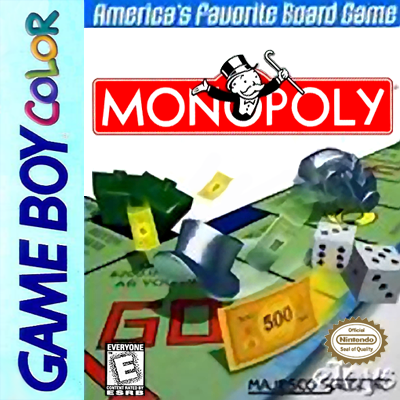 America's Favorite Board Game
GAME BOY COLOR
MONOPOLY
GO
500
EVERYONE
E
CONTENT RATED BY
ESRB
Official
Nintendo
Seal of Quality